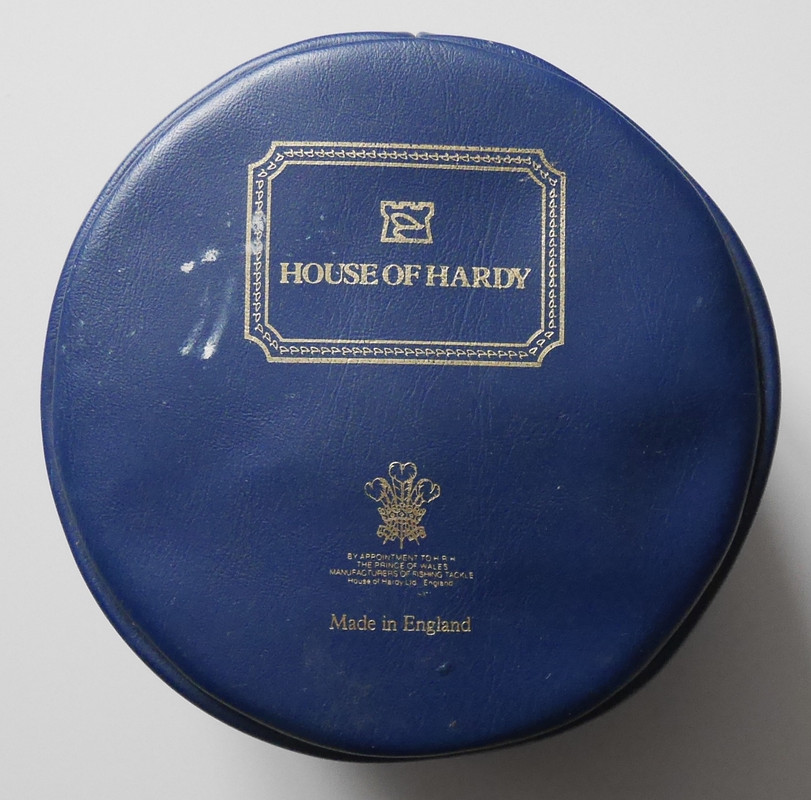 HOUSE OF HARDY
BY APPOINTMENT TO H R H
THE PRINCE OF WALES
MANUFACTURERS OF FISHING TACKLE
House of Hardy Ltd England
Made in England